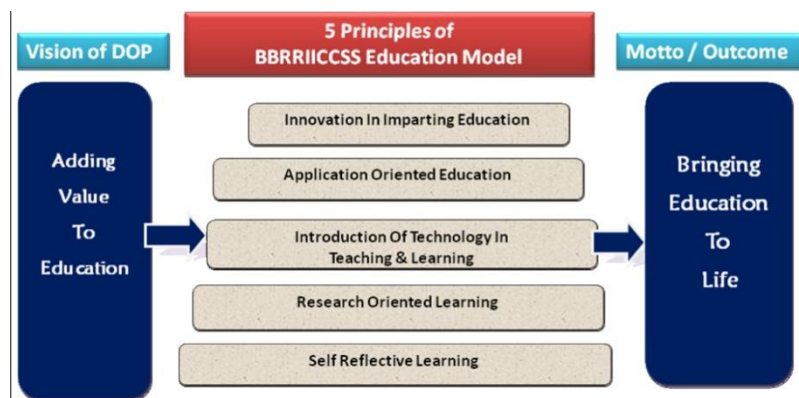 Vision of DOP
5 Principles of
BBRRIICCSS Education Model
Motto / Outcome
Adding
Value
To
Education
Innovation In Imparting Education
Application Oriented Education
Introduction Of Technology In
Teaching & Learning
Research Oriented Learning
Self Reflective Learning
Bringing
Education
To
Life